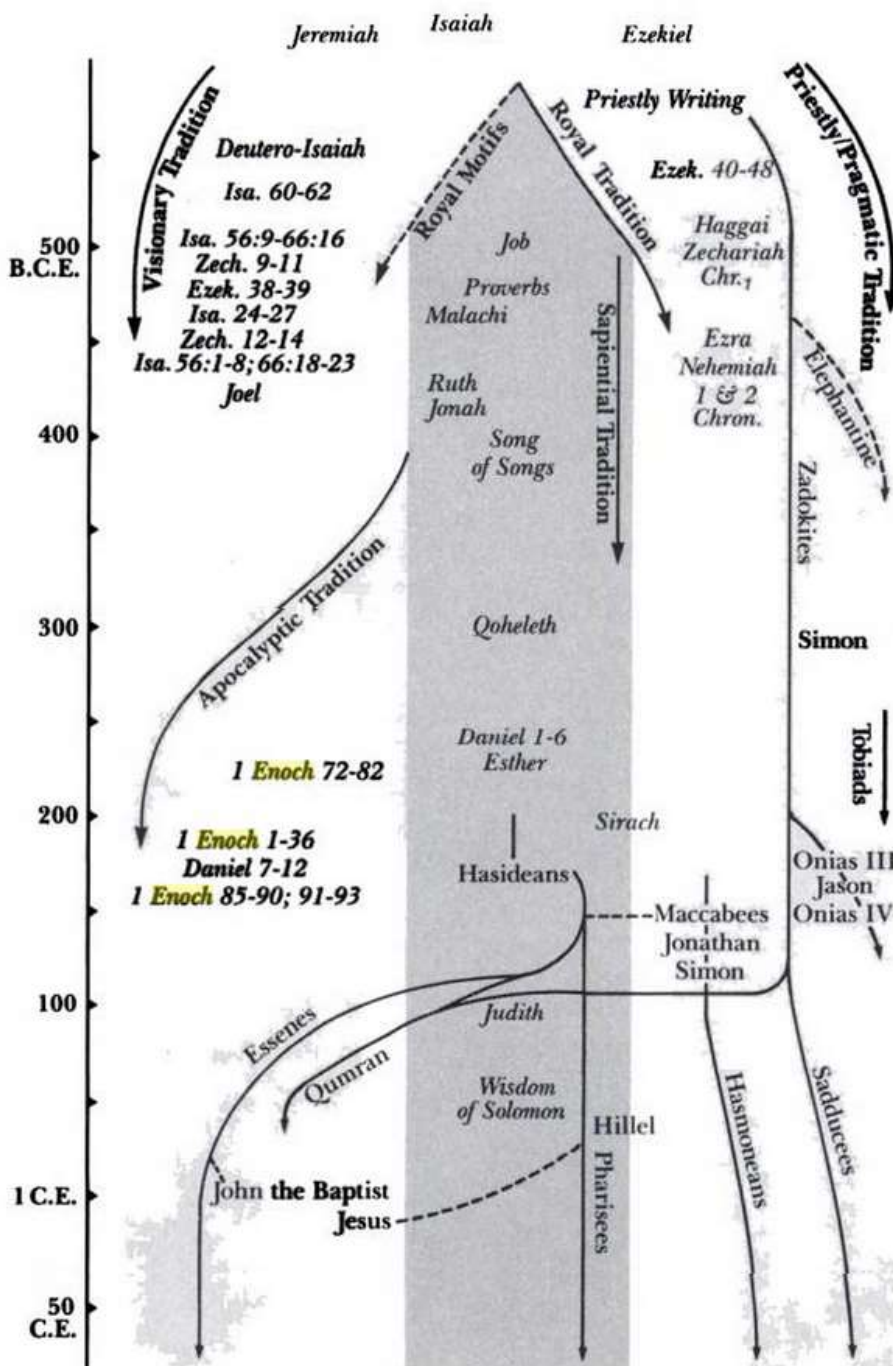 Jeremiah
Isaiah
Ezekiel
Visionary Tradition
Deutero-Isaiah
Isa. 60-62
Isa. 56:9-66:16
Zech. 9-11
Ezek. 38-39
Isa. 24-27
Zech. 12-14
Isa. 56:1-8; 66:18-23
Joel
Royal Motifs
Royal Tradition
Job
Proverbs
Malachi
Ruth
Jonah
Song
of Songs
Sapiential Tradition
Priestly Writing
Ezek. 40-48
Haggai
Zechariah
Chr.1
Ezra
Nehemiah
1 & 2
Chron.
Priestly/Pragmatic Tradition
Elephantine
Zadokites
500
B.C.E.
400
300
200
100
1 C.E.
50
C.E.
Apocalyptic Tradition
Qoheleth
Simon
Daniel 1-6
Esther
Tobiads
1 Enoch 72-82
1 Enoch 1-36
Daniel 7-12
1 Enoch 85-90; 91-93
Sirach
Hasideans
Maccabees
Jonathan
Simon
Onias III
Jason
Onias IV
Essenes
Qumran
Judith
Wisdom
of Solomon
Hillel
Pharisees
Hasmoneans
Sadducees
John the Baptist
Jesus